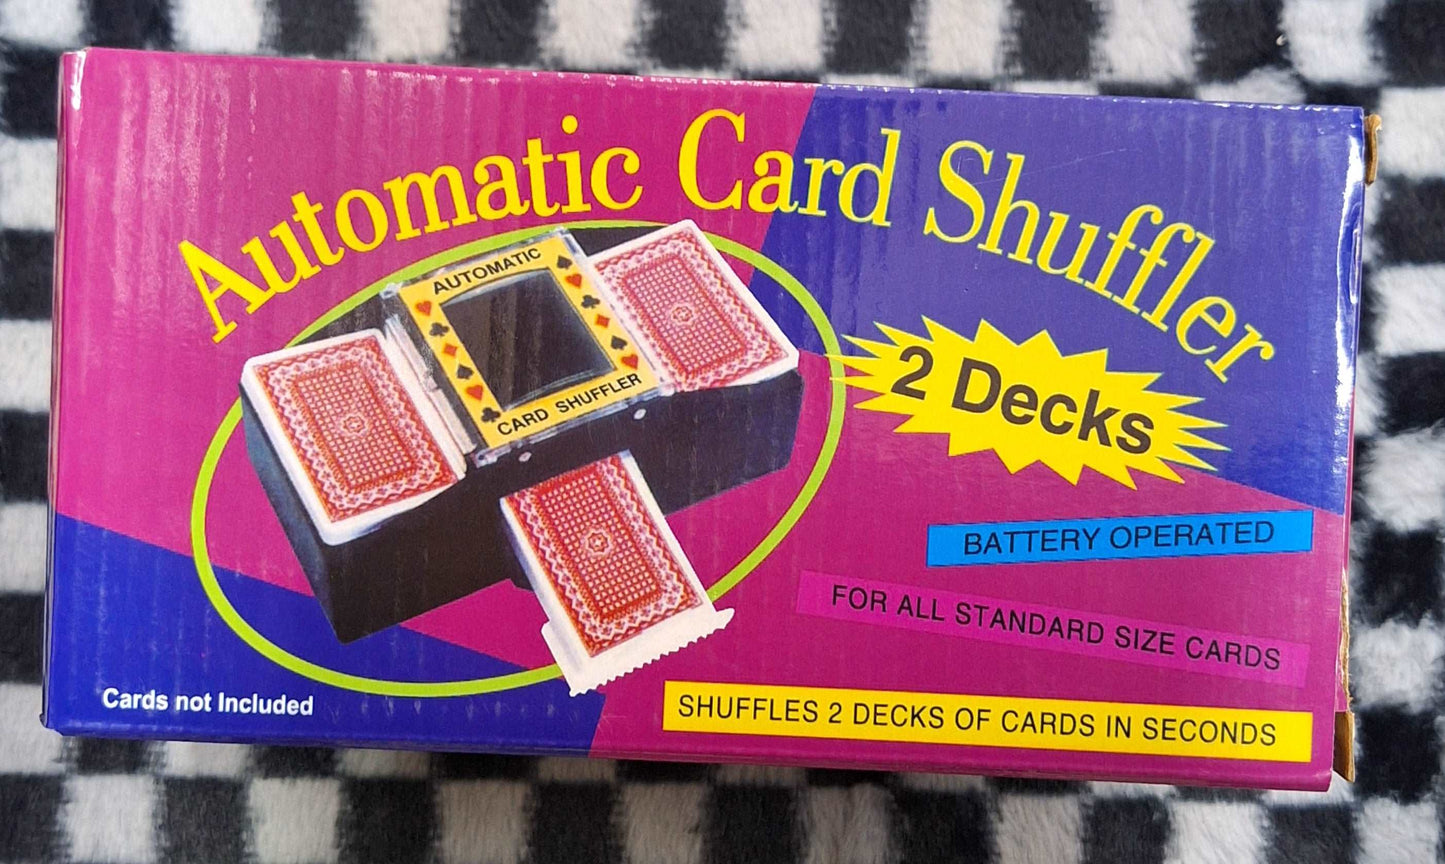 Automatic Card Shuffler
AUTOMATIC
CARD SHUFFLER
2 Decks
BATTERY OPERATED
FOR ALL STANDARD SIZE CARDS
Cards not Included
SHUFFLES 2 DECKS OF CARDS IN SECONDS